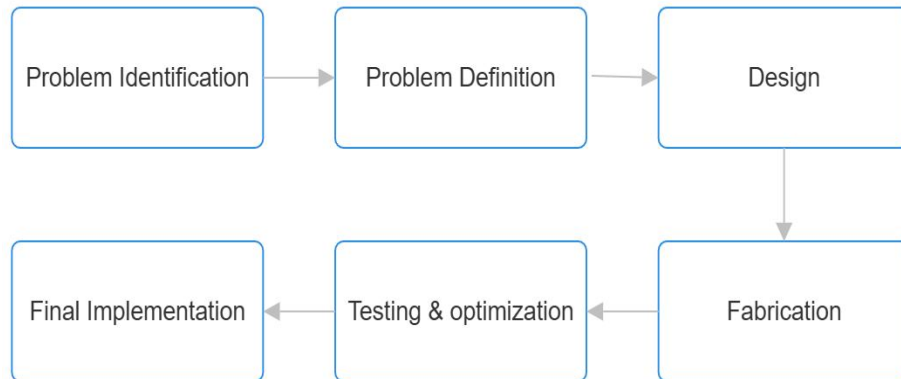 Problem Identification
Problem Definition
Design
Fabrication
Testing & optimization
Final Implementation